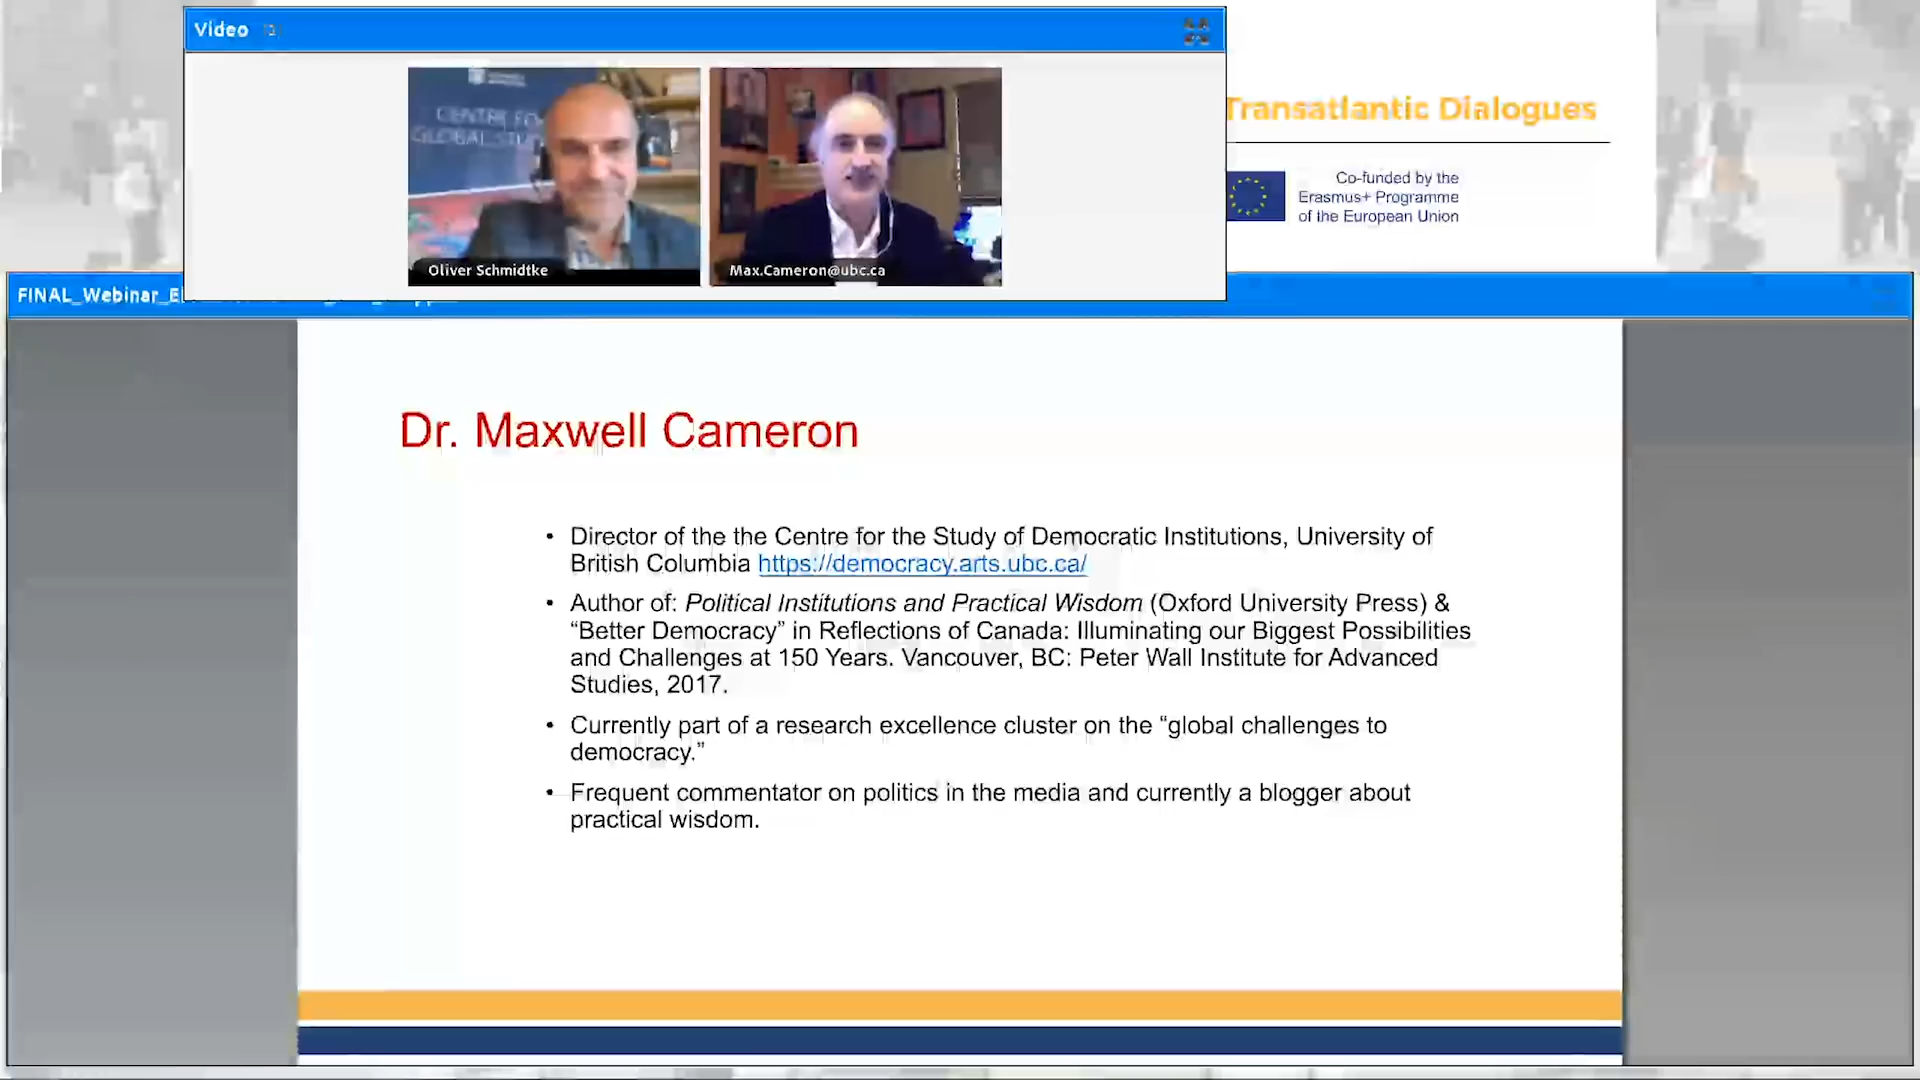 Video
CENTRE FO
GLOBAL STU
Oliver Schmidtke
Max.Cameron@ubc.ca
Transatlantic Dialogues
Co-funded by the
Erasmus+ Programme
of the European Union
FINAL_Webinar_E
Dr. Maxwell Cameron
• Director of the the Centre for the Study of Democratic Institutions, University of
British Columbia https://democracy.arts.ubc.ca/
• Author of: Political Institutions and Practical Wisdom (Oxford University Press) &
“Better Democracy” in Reflections of Canada: Illuminating our Biggest Possibilities
and Challenges at 150 Years. Vancouver, BC: Peter Wall Institute for Advanced
Studies, 2017.
• Currently part of a research excellence cluster on the “global challenges to
democracy.”
• Frequent commentator on politics in the media and currently a blogger about
practical wisdom.